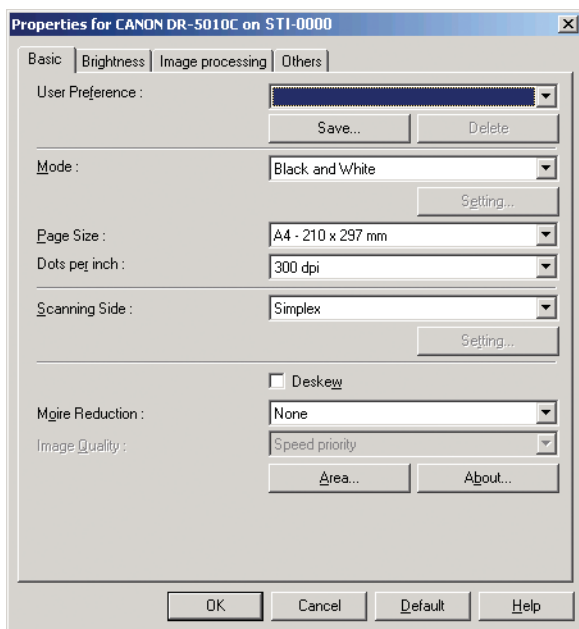 Properties for CANON DR-5010C on STI-0000
Basic Brightness Image processing Others
User Preference :
Save... Delete
Mode : Black and White
Setting...
Page Size : A4 - 210 x 297 mm
Dots per inch : 300 dpi
Scanning Side : Simplex
Setting...
Deskew
Moire Reduction : None
Image Quality : Speed priority
Area... About...
OK Cancel Default Help